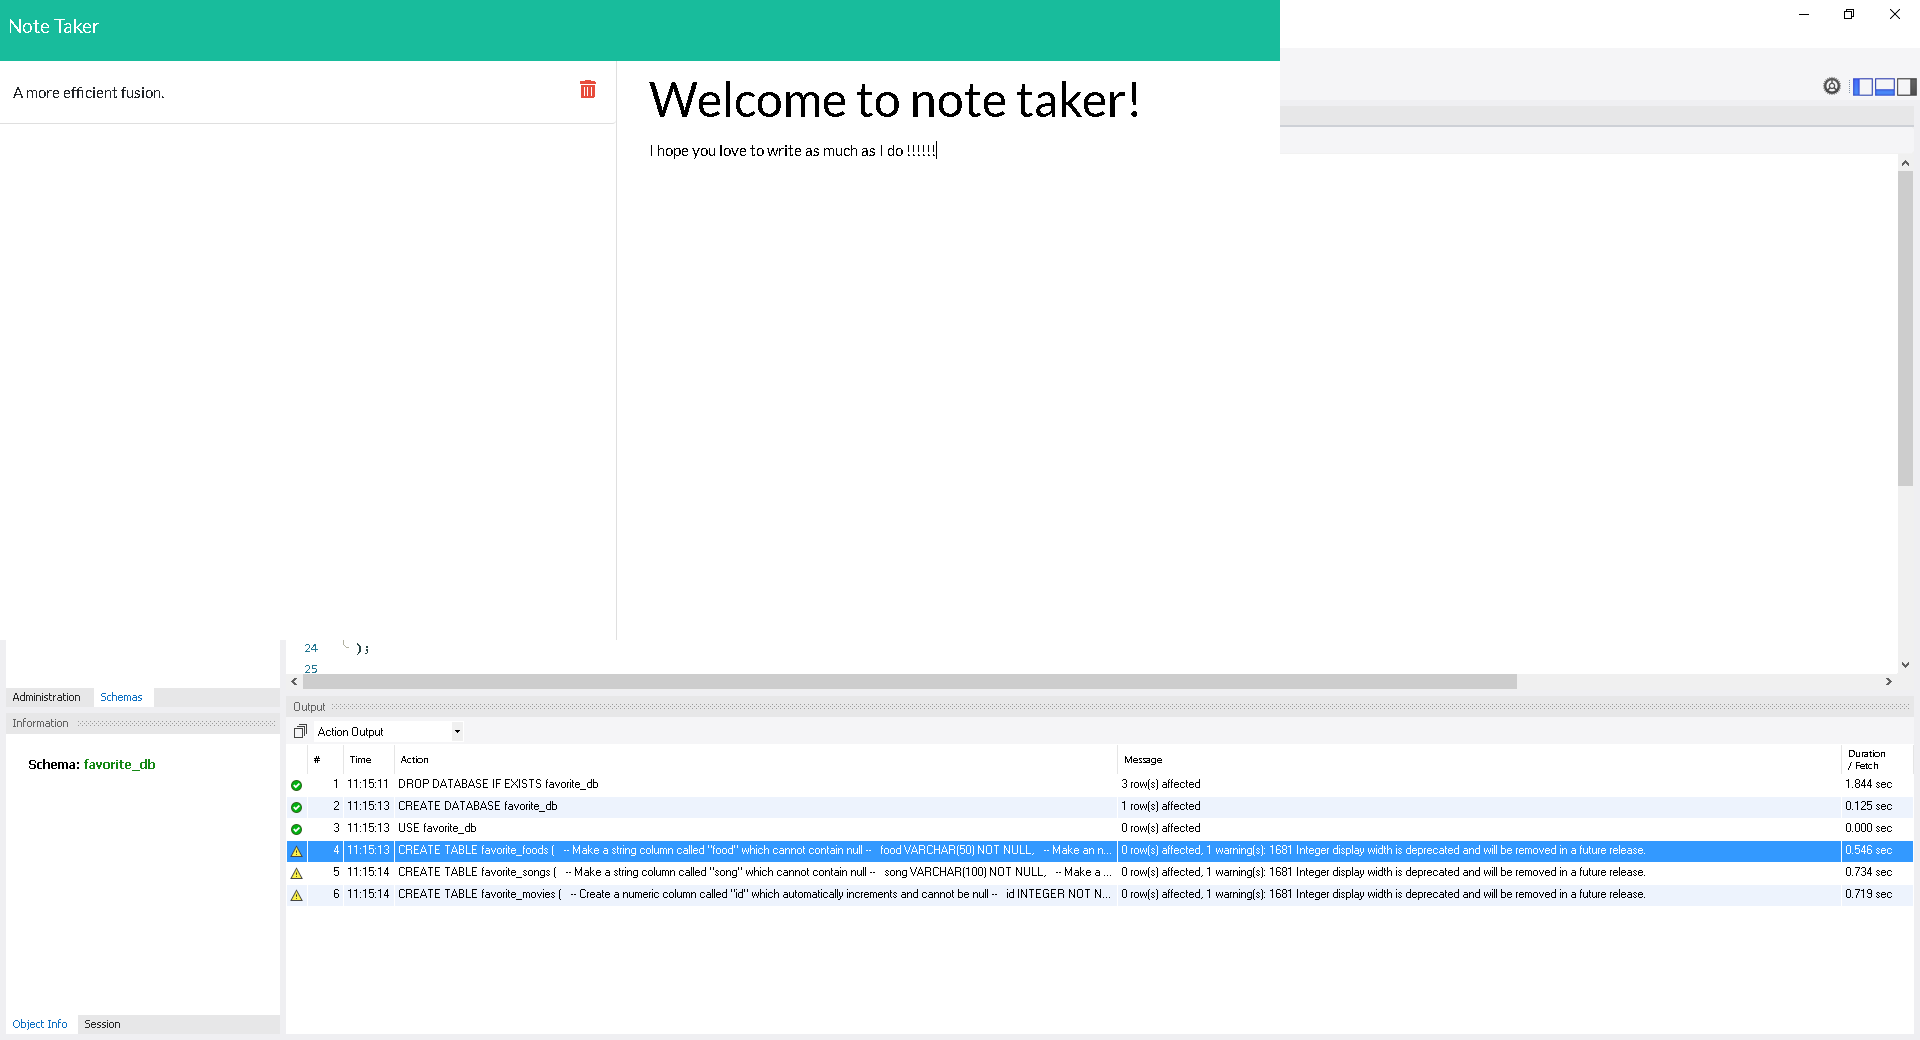 Note Taker
A more efficient fusion.
Welcome to note taker!
I hope you love to write as much as I do !!!!!!
24 );
25
Administration Schemas
Information
Schema: favorite_db
Object Info Session
Output
Action Output
# Time Action Message Duration / Fetch
1 11:15:11 DROP DATABASE IF EXISTS favorite_db 3 row(s) affected 1.844 sec
2 11:15:13 CREATE DATABASE favorite_db 1 row(s) affected 0.125 sec
3 11:15:13 USE favorite_db 0 row(s) affected 0.000 sec
4 11:15:13 CREATE TABLE favorite_foods ( -- Make a string column called "food" which cannot contain null -- food VARCHAR(50) NOT NULL, -- Make an n... 0 row(s) affected, 1 warning(s): 1681 Integer display width is deprecated and will be removed in a future release. 0.546 sec
5 11:15:14 CREATE TABLE favorite_songs ( -- Make a string column called "song" which cannot contain null -- song VARCHAR(100) NOT NULL, -- Make a ... 0 row(s) affected, 1 warning(s): 1681 Integer display width is deprecated and will be removed in a future release. 0.734 sec
6 11:15:14 CREATE TABLE favorite_movies ( -- Create a numeric column called "id" which automatically increments and cannot be null -- id INTEGER NOT N... 0 row(s) affected, 1 warning(s): 1681 Integer display width is deprecated and will be removed in a future release. 0.719 sec